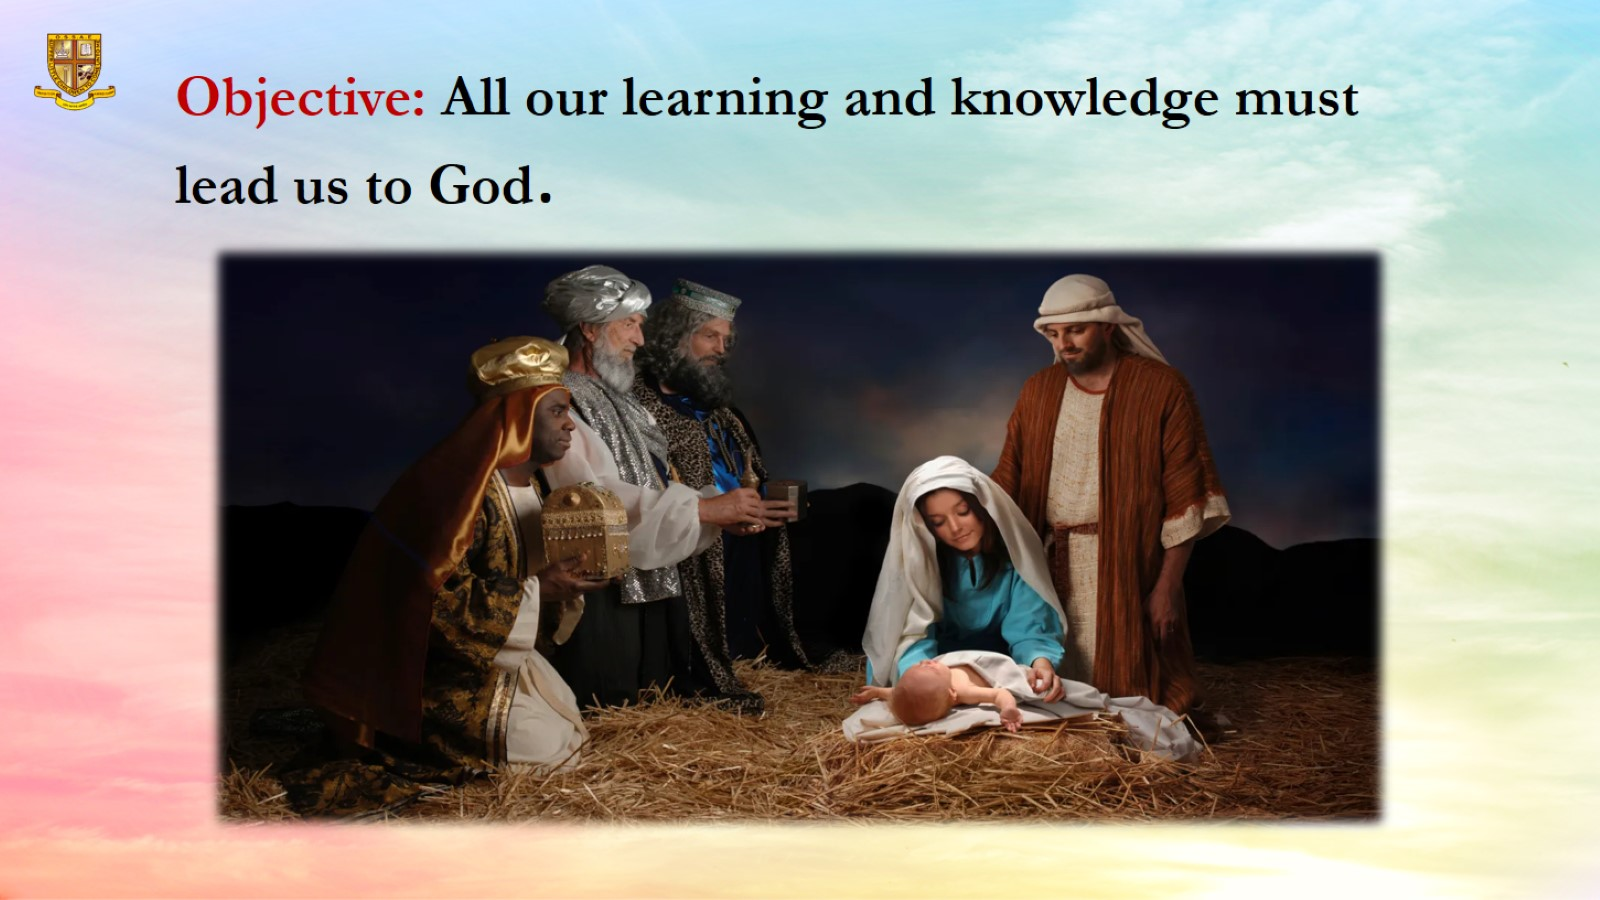 Objective: All our learning and knowledge must
lead us to God.